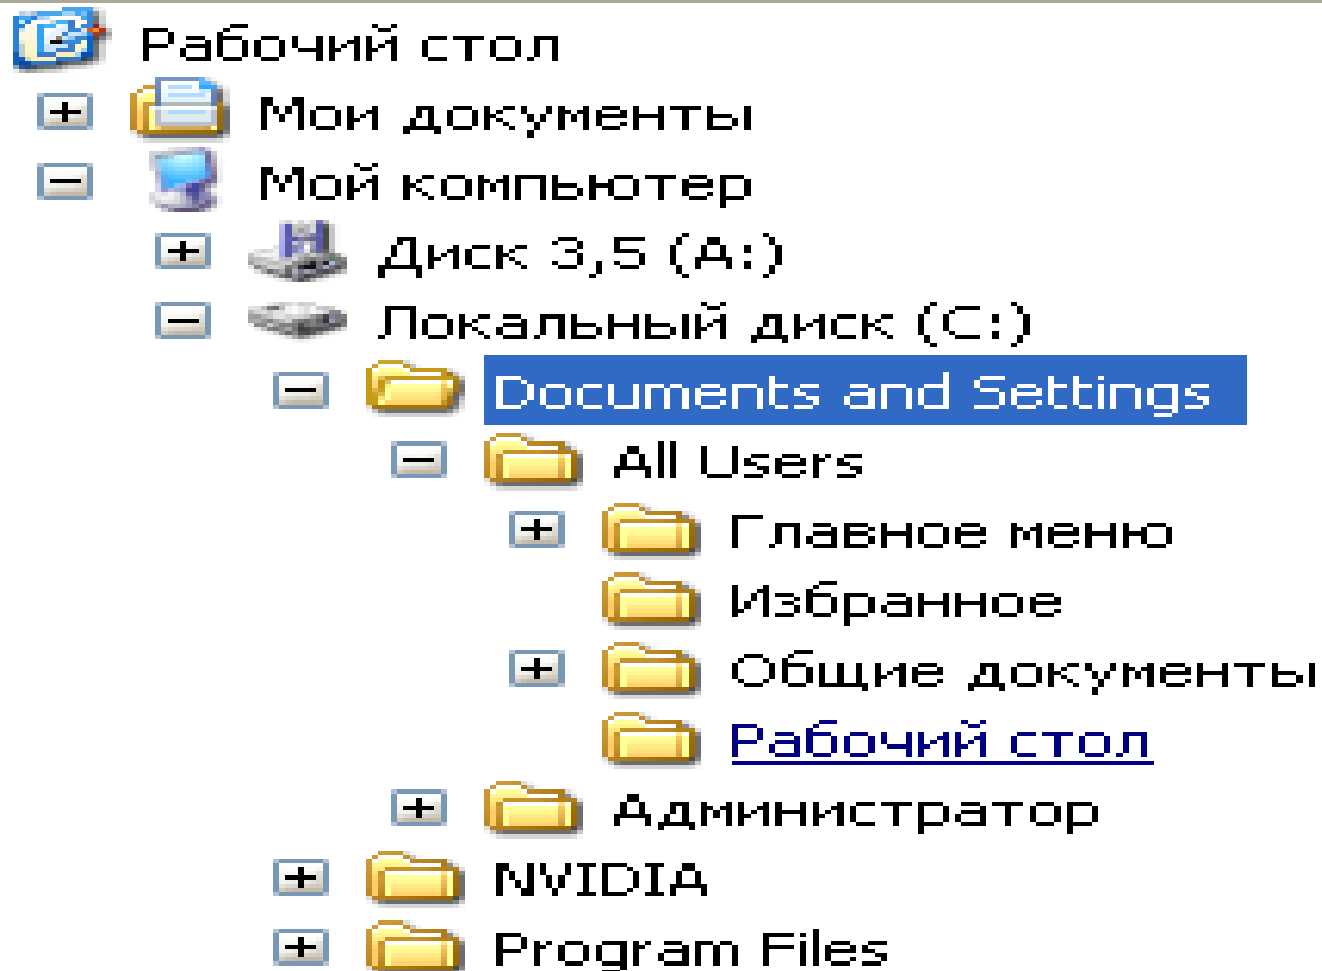 Рабочий стол
Мои документы
Мой компьютер
Диск 3,5 (A:)
Локальный диск (C:)
Documents and Settings
All Users
Главное меню
Избранное
Общие документы
Рабочий стол
Администратор
NVIDIA
Program Files